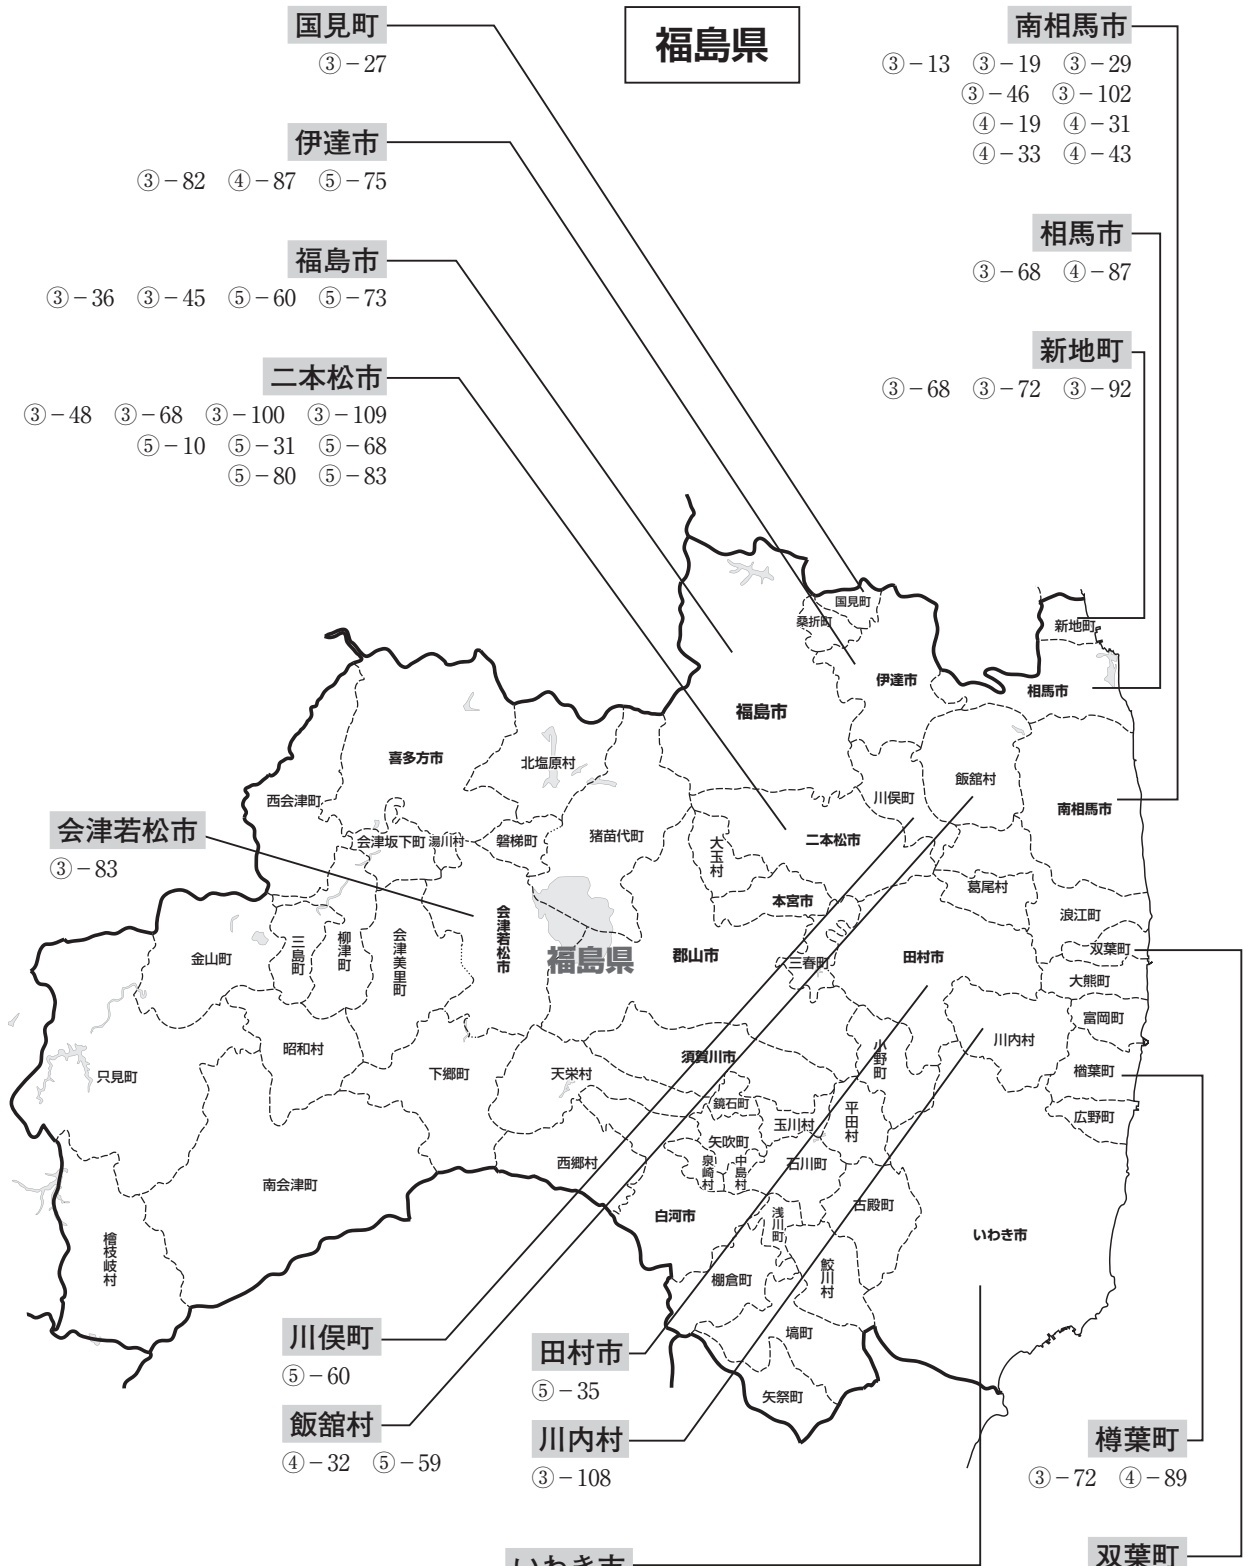 福島県
国見町
③－27
伊達市
③－82　④－87　⑤－75
福島市
③－36　③－45　⑤－60　⑤－73
二本松市
③－48　③－68　③－100　③－109
⑤－10　⑤－31　⑤－68
⑤－80　⑤－83
南相馬市
③－13　③－19　③－29
③－46　③－102
④－19　④－31
④－33　④－43
相馬市
③－68　④－87
新地町
③－68　③－72　③－92
会津若松市
③－83
国見町
桑折町
新地町
伊達市
相馬市
福島市
喜多方市
北塩原村
飯舘村
西会津町
川俣町
南相馬市
会津坂下町
湯川村
磐梯町
猪苗代町
大玉村
二本松市
葛尾村
本宮市
浪江町
会津若松市
三島町
柳津町
会津美里町
金山町
福島県
郡山市
三春町
田村市
双葉町
大熊町
富岡町
昭和村
川内村
只見町
下郷町
天栄村
須賀川市
小野町
楢葉町
鏡石町
玉川村
平田村
広野町
矢吹町
西郷村
泉崎村
中島村
石川町
南会津町
白河市
浅川町
古殿町
いわき市
檜枝岐村
棚倉町
鮫川村
塙町
矢祭町
川俣町
⑤－60
飯舘村
④－32　⑤－59
田村市
⑤－35
川内村
③－108
樽葉町
③－72　④－89
いわき市
双葉町